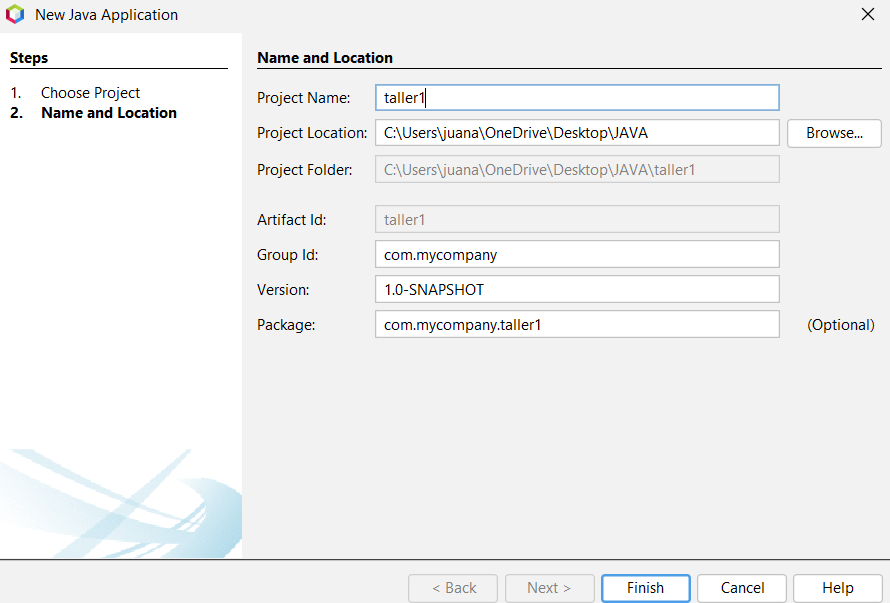 New Java Application
Steps
1. Choose Project
2. Name and Location
Name and Location
Project Name: taller1
Project Location: C:\Users\juana\OneDrive\Desktop\JAVA Browse...
Project Folder: C:\Users\juana\OneDrive\Desktop\JAVA\taller1
Artifact Id: taller1
Group Id: com.mycompany
Version: 1.0-SNAPSHOT
Package: com.mycompany.taller1 (Optional)
< Back Next > Finish Cancel Help